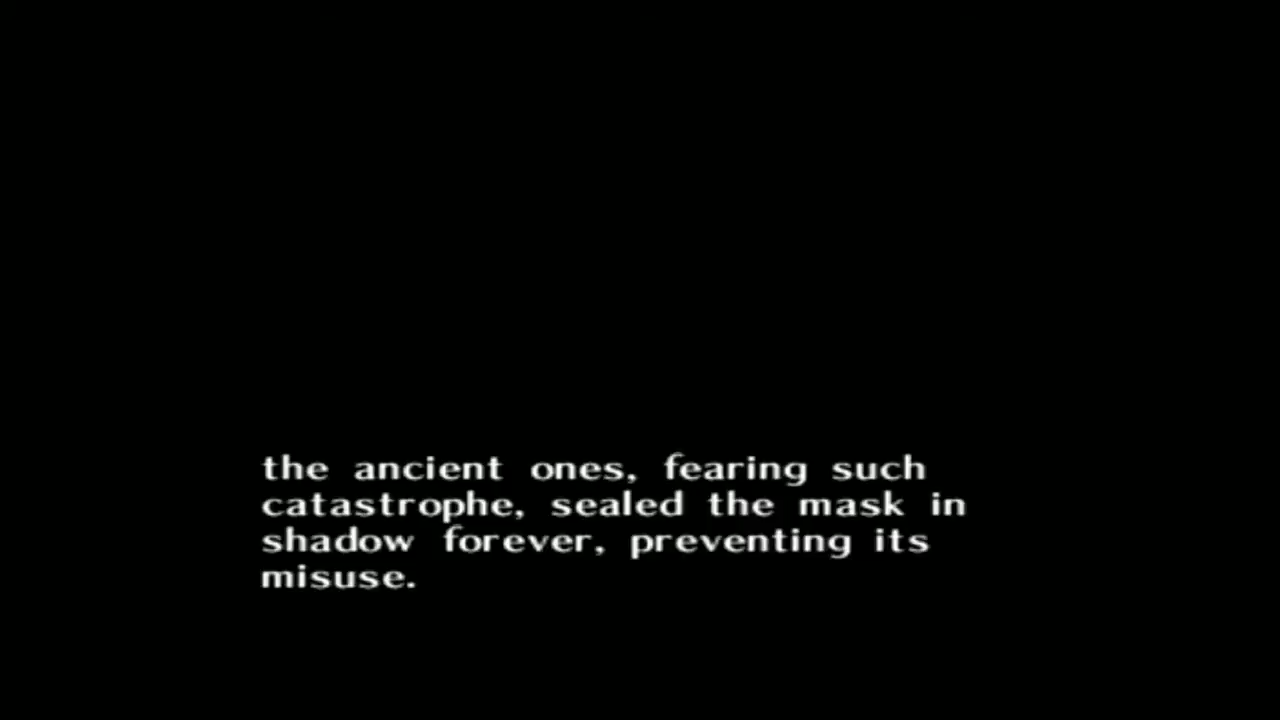 the ancient ones, fearing such
catastrophe, sealed the mask in
shadow forever, preventing its
misuse.